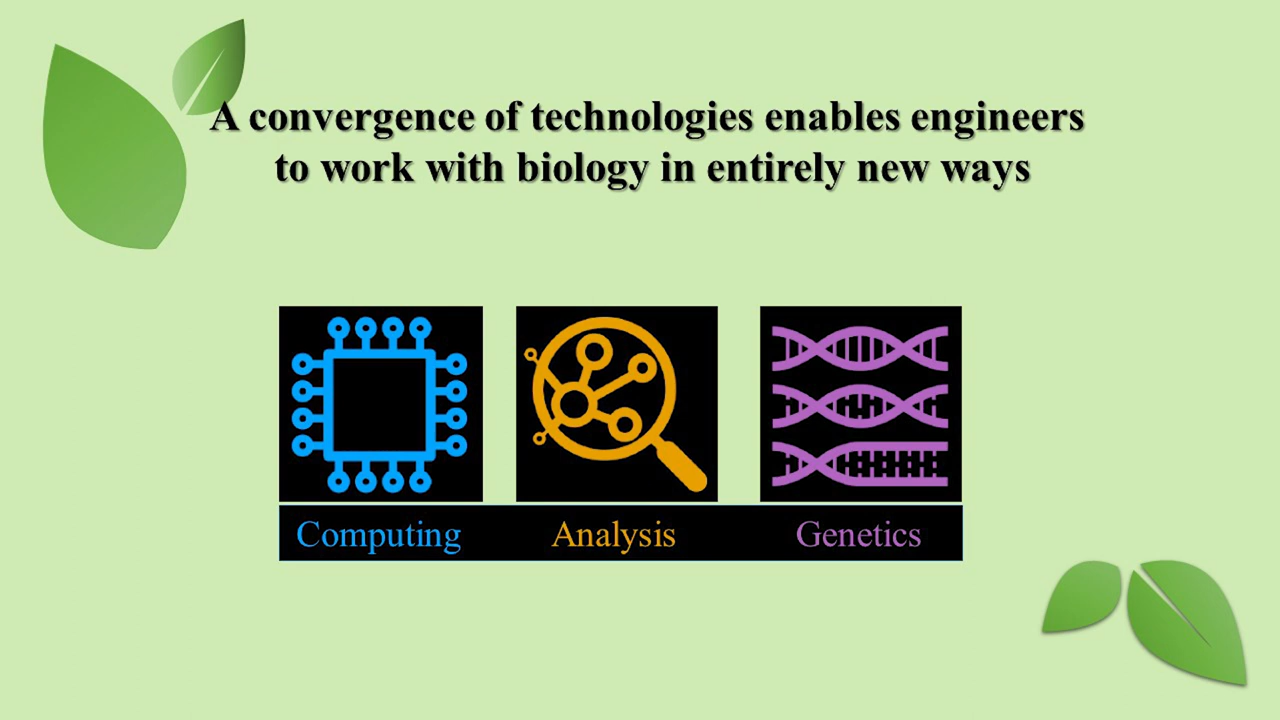 A convergence of technologies enables engineers
to work with biology in entirely new ways
Computing Analysis Genetics